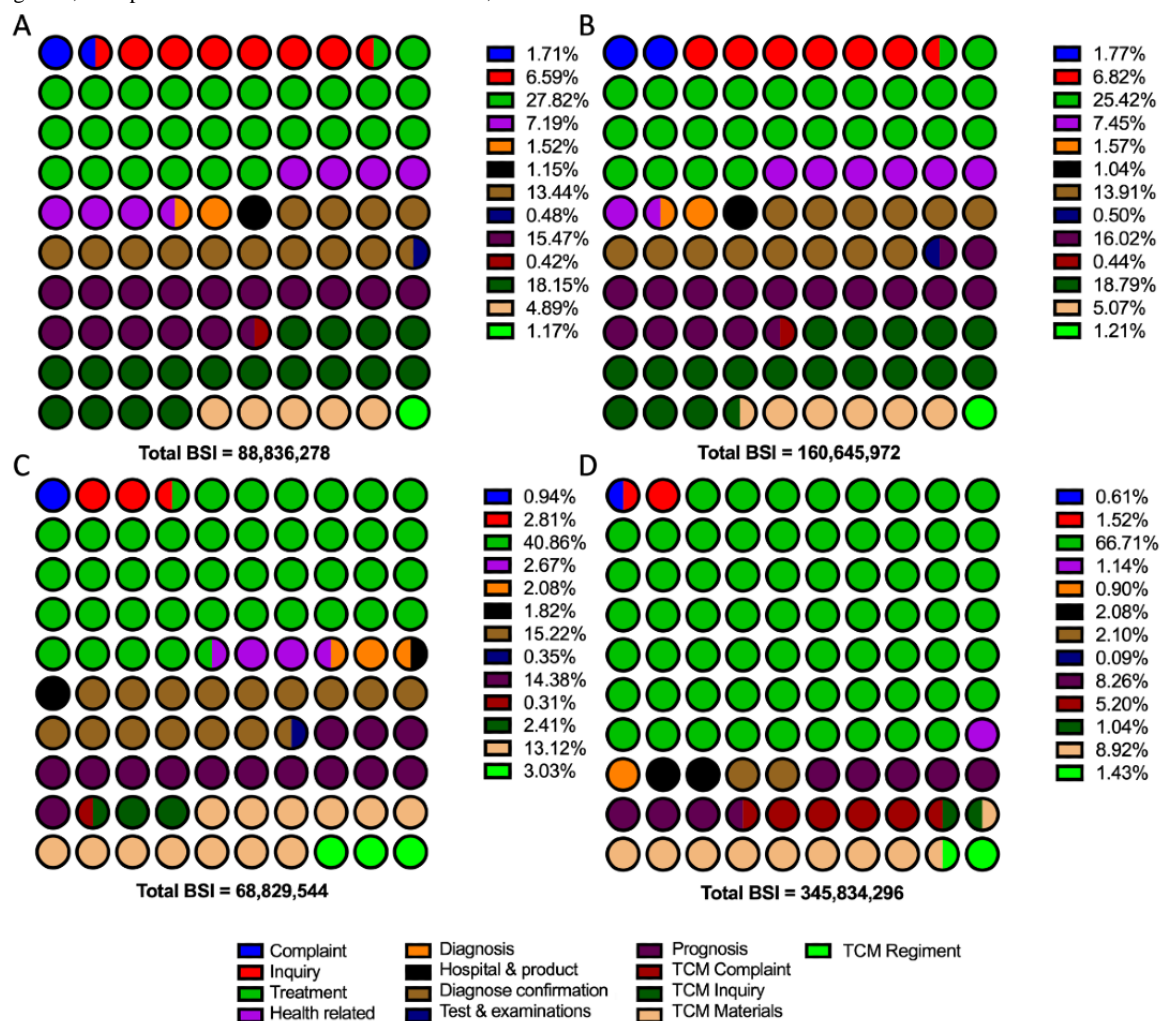 A
1.71%
6.59%
27.82%
7.19%
1.52%
1.15%
13.44%
0.48%
15.47%
0.42%
18.15%
4.89%
1.17%
Total BSI = 88,836,278
B
1.77%
6.82%
25.42%
7.45%
1.57%
1.04%
13.91%
0.50%
16.02%
0.44%
18.79%
5.07%
1.21%
Total BSI = 160,645,972
C
0.94%
2.81%
40.86%
2.67%
2.08%
1.82%
15.22%
0.35%
14.38%
0.31%
2.41%
13.12%
3.03%
Total BSI = 68,829,544
D
0.61%
1.52%
66.71%
1.14%
0.90%
2.08%
2.10%
0.09%
8.26%
5.20%
1.04%
8.92%
1.43%
Total BSI = 345,834,296
Complaint
Inquiry
Treatment
Health related
Diagnosis
Hospital & product
Diagnose confirmation
Test & examinations
Prognosis
TCM Complaint
TCM Inquiry
TCM Materials
TCM Regiment